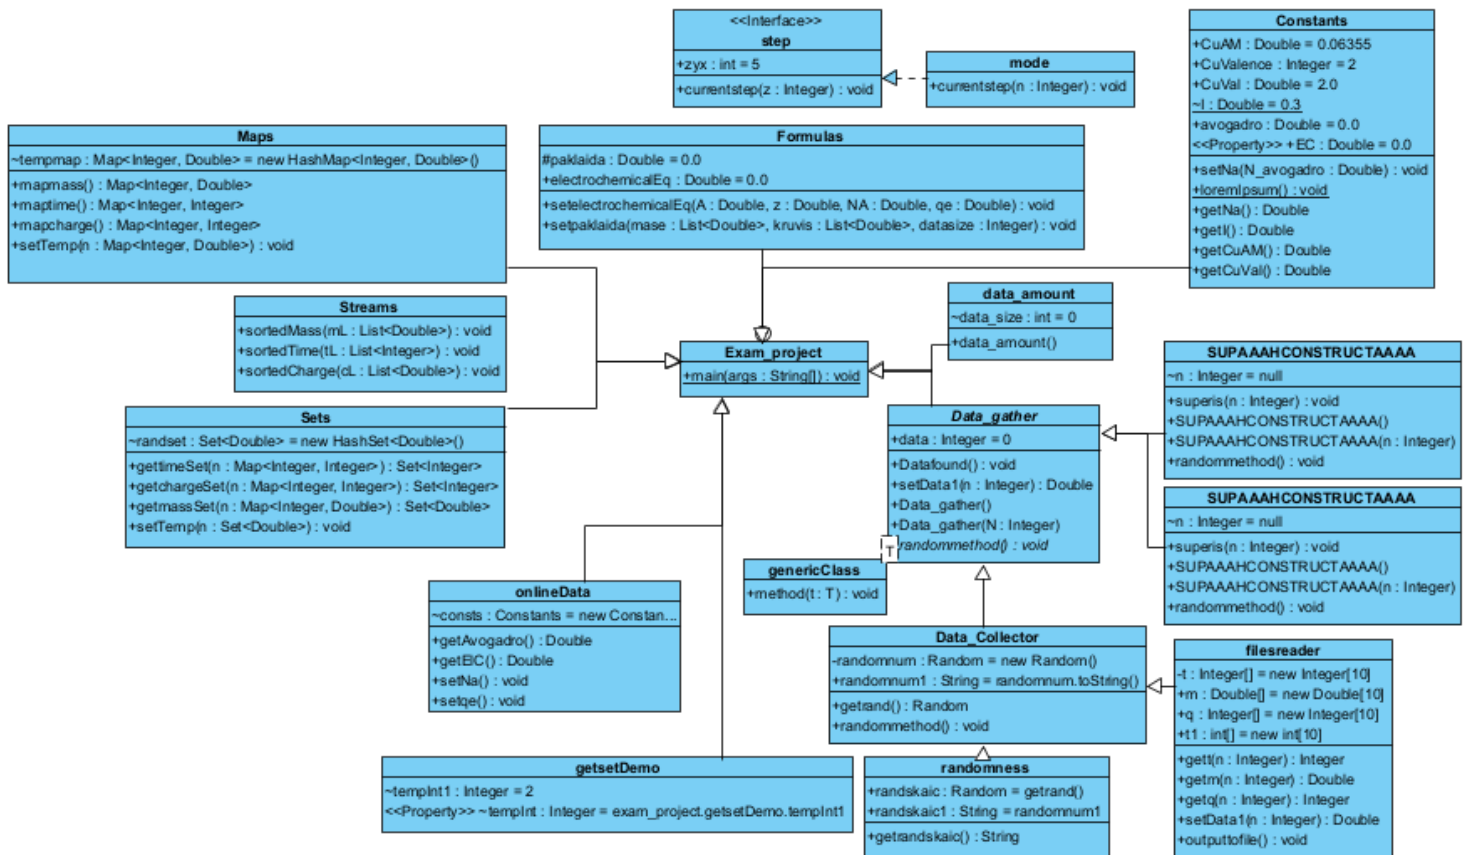 <<Interface>>
step
+zyx : int = 5
+currentstep(z : Integer) : void
mode
+currentstep(n : Integer) : void
Constants
+CuAM : Double = 0.06355
+CuValence : Integer = 2
+CuVal : Double = 2.0
~I : Double = 0.3
+avogadro : Double = 0.0
<<Property>> +EC : Double = 0.0
+setNa(N_avogadro : Double) : void
+loremIpsum() : void
+getNa() : Double
+getI() : Double
+getCuAM() : Double
+getCuVal() : Double
Maps
~tempmap : Map<Integer, Double> = new HashMap<Integer, Double>()
+mapmass() : Map<Integer, Double>
+maptime() : Map<Integer, Integer>
+mapcharge() : Map<Integer, Integer>
+setTemp(n : Map<Integer, Double>) : void
Formulas
#paklaida : Double = 0.0
+electrochemicalEq : Double = 0.0
+setelectrochemicalEq(A : Double, z : Double, NA : Double, qe : Double) : void
+setpaklaida(mase : List<Double>, kruvis : List<Double>, datasize : Integer) : void
Streams
+sortedMass(mL : List<Double>) : void
+sortedTime(tL : List<Integer>) : void
+sortedCharge(cL : List<Double>) : void
data_amount
~data_size : int = 0
+data_amount()
Exam_project
+main(args : String[]) : void
Sets
~randset : Set<Double> = new HashSet<Double>()
+gettimeSet(n : Map<Integer, Integer>) : Set<Integer>
+getchargeSet(n : Map<Integer, Integer>) : Set<Integer>
+getmassSet(n : Map<Integer, Double>) : Set<Double>
+setTemp(n : Set<Double>) : void
Data_gather
+data : Integer = 0
+Datafound() : void
+setData1(n : Integer) : Double
+Data_gather()
+Data_gather(N : Integer)
randommethod() : void
SUPAAAHCONSTRUCTAAAA
~n : Integer = null
+superis(n : Integer) : void
+SUPAAAHCONSTRUCTAAAA()
+SUPAAAHCONSTRUCTAAAA(n : Integer)
+randommethod() : void
SUPAAAHCONSTRUCTAAAA
~n : Integer = null
+superis(n : Integer) : void
+SUPAAAHCONSTRUCTAAAA()
+SUPAAAHCONSTRUCTAAAA(n : Integer)
+randommethod() : void
T
genericClass
+method(t : T) : void
onlineData
~consts : Constants = new Constan...
+getAvogadro() : Double
+getElC() : Double
+setNa() : void
+setqe() : void
Data_Collector
-randomnum : Random = new Random()
+randomnum1 : String = randomnum.toString()
+getrand() : Random
+randommethod() : void
filesreader
-t : Integer[] = new Integer[10]
+m : Double[] = new Double[10]
+q : Integer[] = new Integer[10]
+t1 : int[] = new int[10]
+gett(n : Integer) : Integer
+getm(n : Integer) : Double
+getq(n : Integer) : Integer
+setData1(n : Integer) : Double
+outputtofile() : void
getsetDemo
~tempInt1 : Integer = 2
<<Property>> ~tempInt : Integer = exam_project.getsetDemo.tempInt1
randomness
+randskaic : Random = getrand()
+randskaic1 : String = randomnum1
+getrandskaic() : String